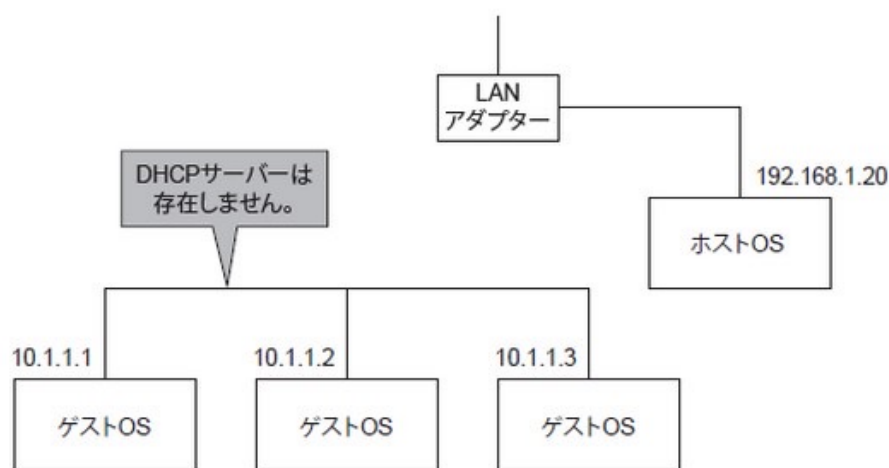 LAN
アダプター
DHCPサーバーは
存在しません。
192.168.1.20
ホストOS
10.1.1.1
10.1.1.2
10.1.1.3
ゲストOS
ゲストOS
ゲストOS